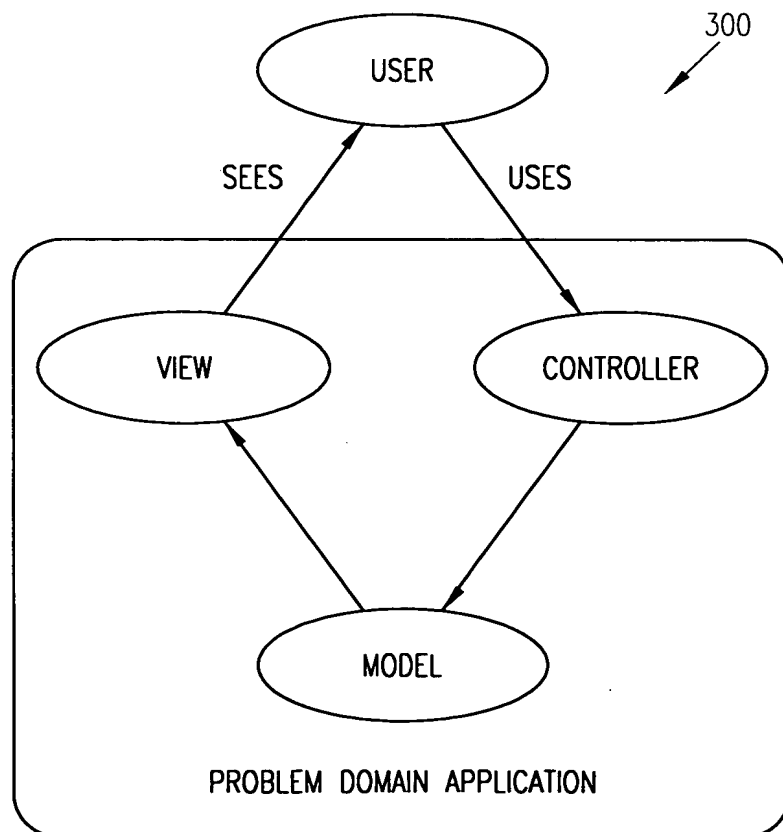 300
USER
SEES
USES
VIEW
CONTROLLER
MODEL
PROBLEM DOMAIN APPLICATION